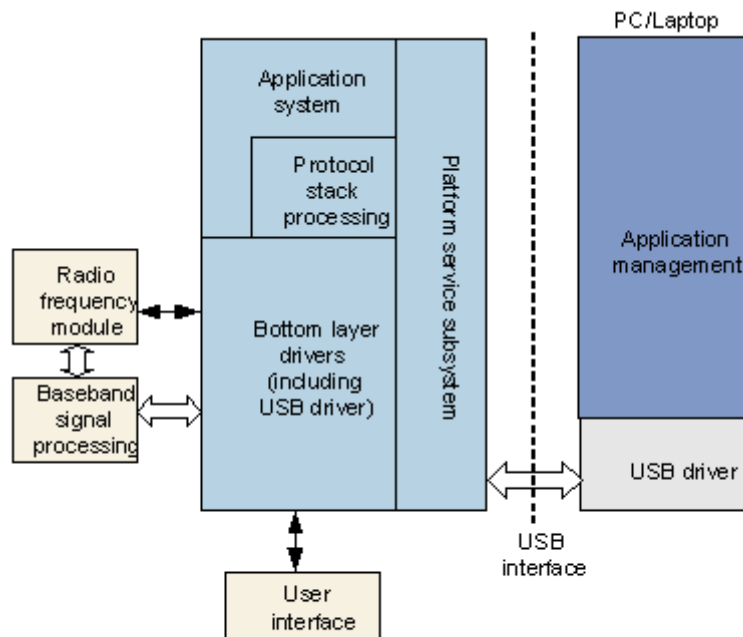 PC/Laptop
Application
system
Protocol
stack
processing
Platform service subsystem
Application
management
Radio
frequency
module
Bottom layer
drivers
(including
USB driver)
Baseband
signal
processing
USB driver
USB
interface
User
interface